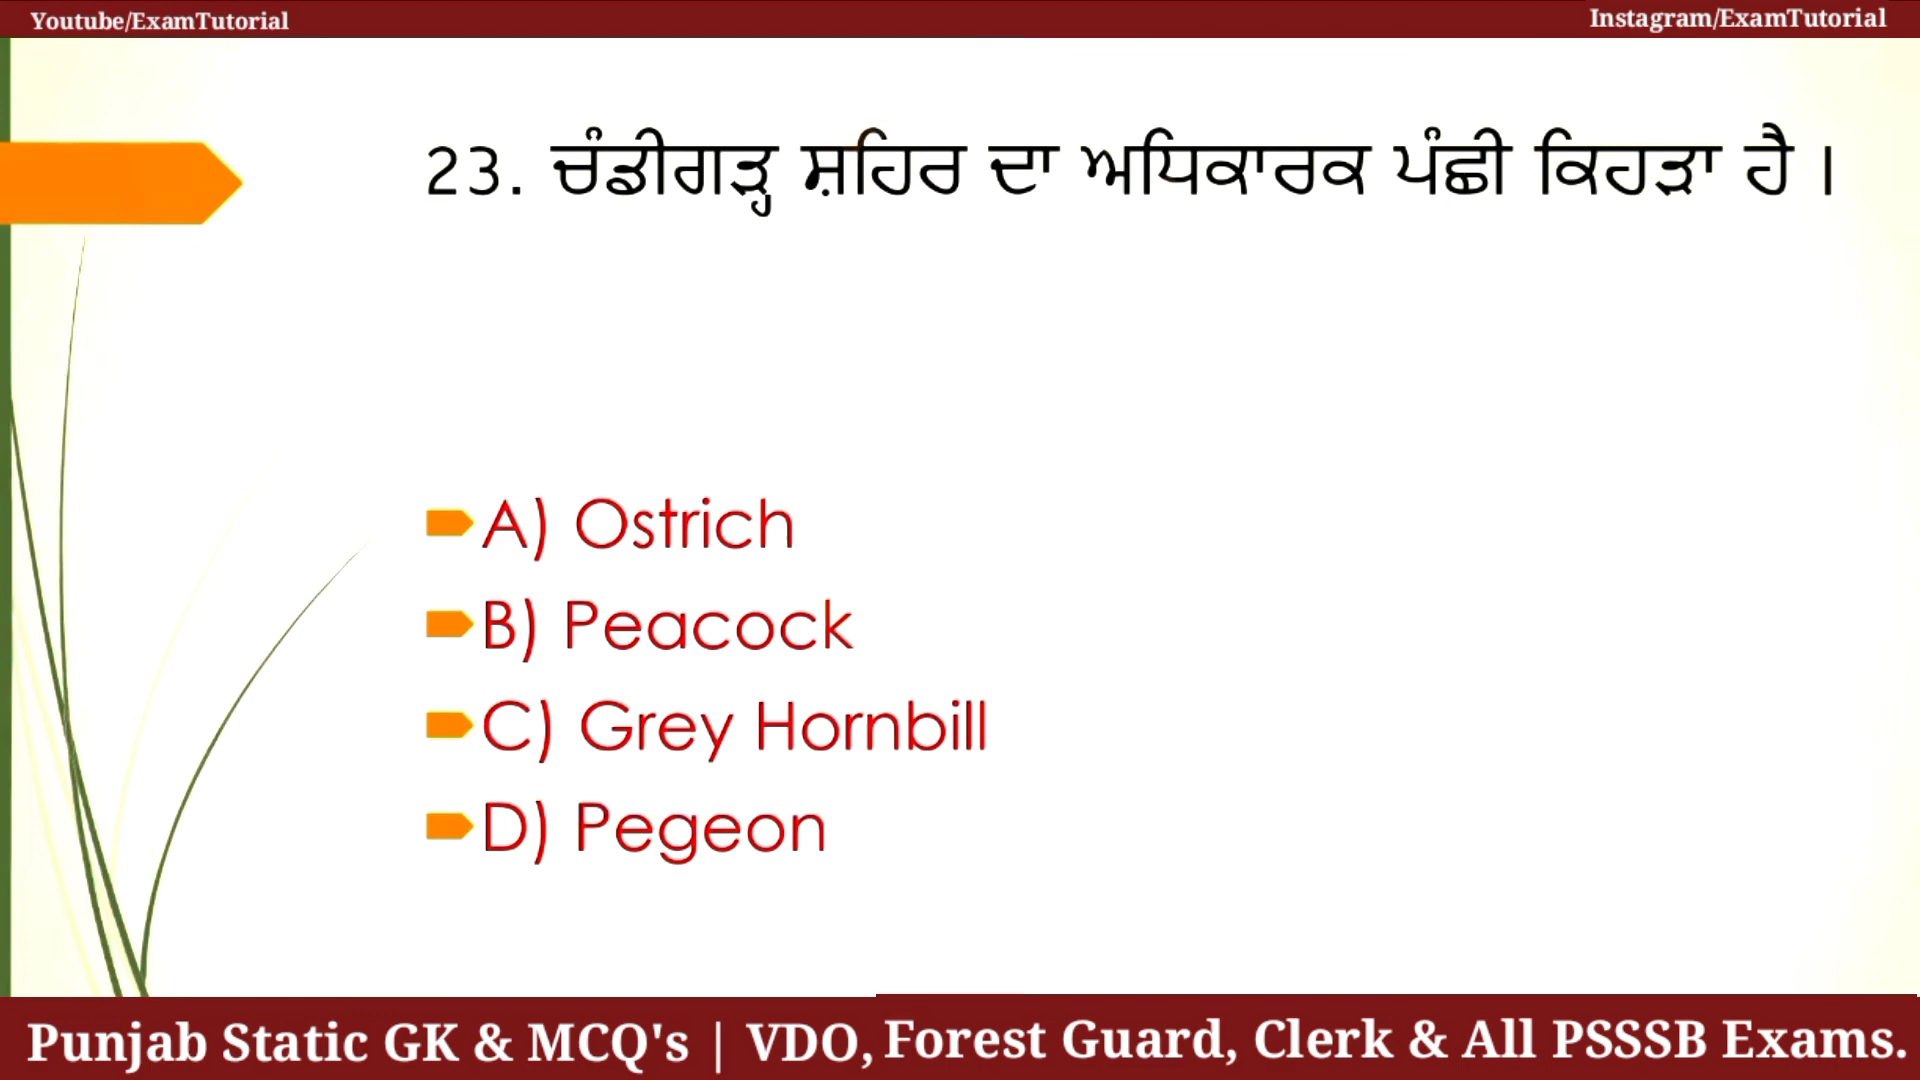 Youtube/ExamTutorial
Instagram/ExamTutorial
23. ਚੰਡੀਗੜ੍ਹ ਸ਼ਹਿਰ ਦਾ ਅਧਿਕਾਰਕ ਪੰਛੀ ਕਿਹੜਾ ਹੈ ।
A) Ostrich
B) Peacock
C) Grey Hornbill
D) Pegeon
Punjab Static GK & MCQ's | VDO, Forest Guard, Clerk & All PSSSB Exams.